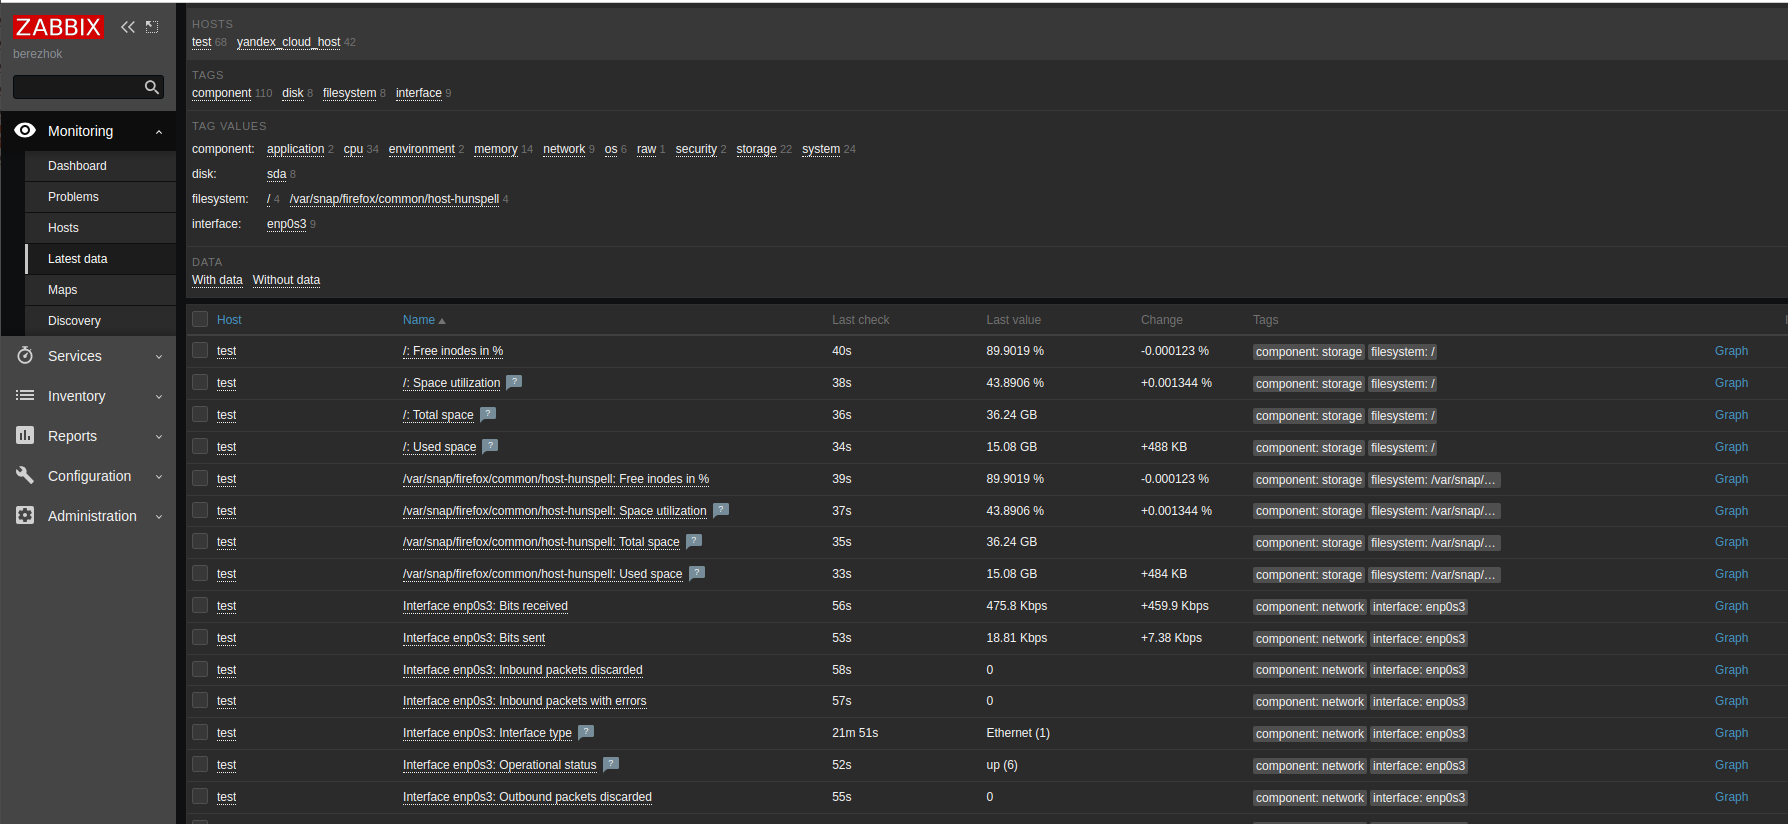 ZABBIX
berezhok
Monitoring
Dashboard
Problems
Hosts
Latest data
Maps
Discovery
Services
Inventory
Reports
Configuration
Administration
HOSTS
test 68 yandex_cloud_host 42
TAGS
component 110 disk 8 filesystem 8 interface 9
TAG VALUES
component: application 2 cpu 34 environment 2 memory 14 network 9 os 6 raw 1 security 2 storage 22 system 24
disk: sda 8
filesystem: / 4 /var/snap/firefox/common/host-hunspell 4
interface: enp0s3 9
DATA
With data Without data
Host Name Last check Last value Change Tags
test /: Free inodes in % 40s 89.9019 % -0.000123 % component: storage filesystem: / Graph
test /: Space utilization ? 38s 43.8906 % +0.001344 % component: storage filesystem: / Graph
test /: Total space ? 36s 36.24 GB component: storage filesystem: / Graph
test /: Used space ? 34s 15.08 GB +488 KB component: storage filesystem: / Graph
test /var/snap/firefox/common/host-hunspell: Free inodes in % 39s 89.9019 % -0.000123 % component: storage filesystem: /var/snap/... Graph
test /var/snap/firefox/common/host-hunspell: Space utilization ? 37s 43.8906 % +0.001344 % component: storage filesystem: /var/snap/... Graph
test /var/snap/firefox/common/host-hunspell: Total space ? 35s 36.24 GB component: storage filesystem: /var/snap/... Graph
test /var/snap/firefox/common/host-hunspell: Used space ? 33s 15.08 GB +484 KB component: storage filesystem: /var/snap/... Graph
test Interface enp0s3: Bits received 56s 475.8 Kbps +459.9 Kbps component: network interface: enp0s3 Graph
test Interface enp0s3: Bits sent 53s 18.81 Kbps +7.38 Kbps component: network interface: enp0s3 Graph
test Interface enp0s3: Inbound packets discarded 58s 0 component: network interface: enp0s3 Graph
test Interface enp0s3: Inbound packets with errors 57s 0 component: network interface: enp0s3 Graph
test Interface enp0s3: Interface type ? 21m 51s Ethernet (1) component: network interface: enp0s3 Graph
test Interface enp0s3: Operational status ? 52s up (6) component: network interface: enp0s3 Graph
test Interface enp0s3: Outbound packets discarded 55s 0 component: network interface: enp0s3 Graph